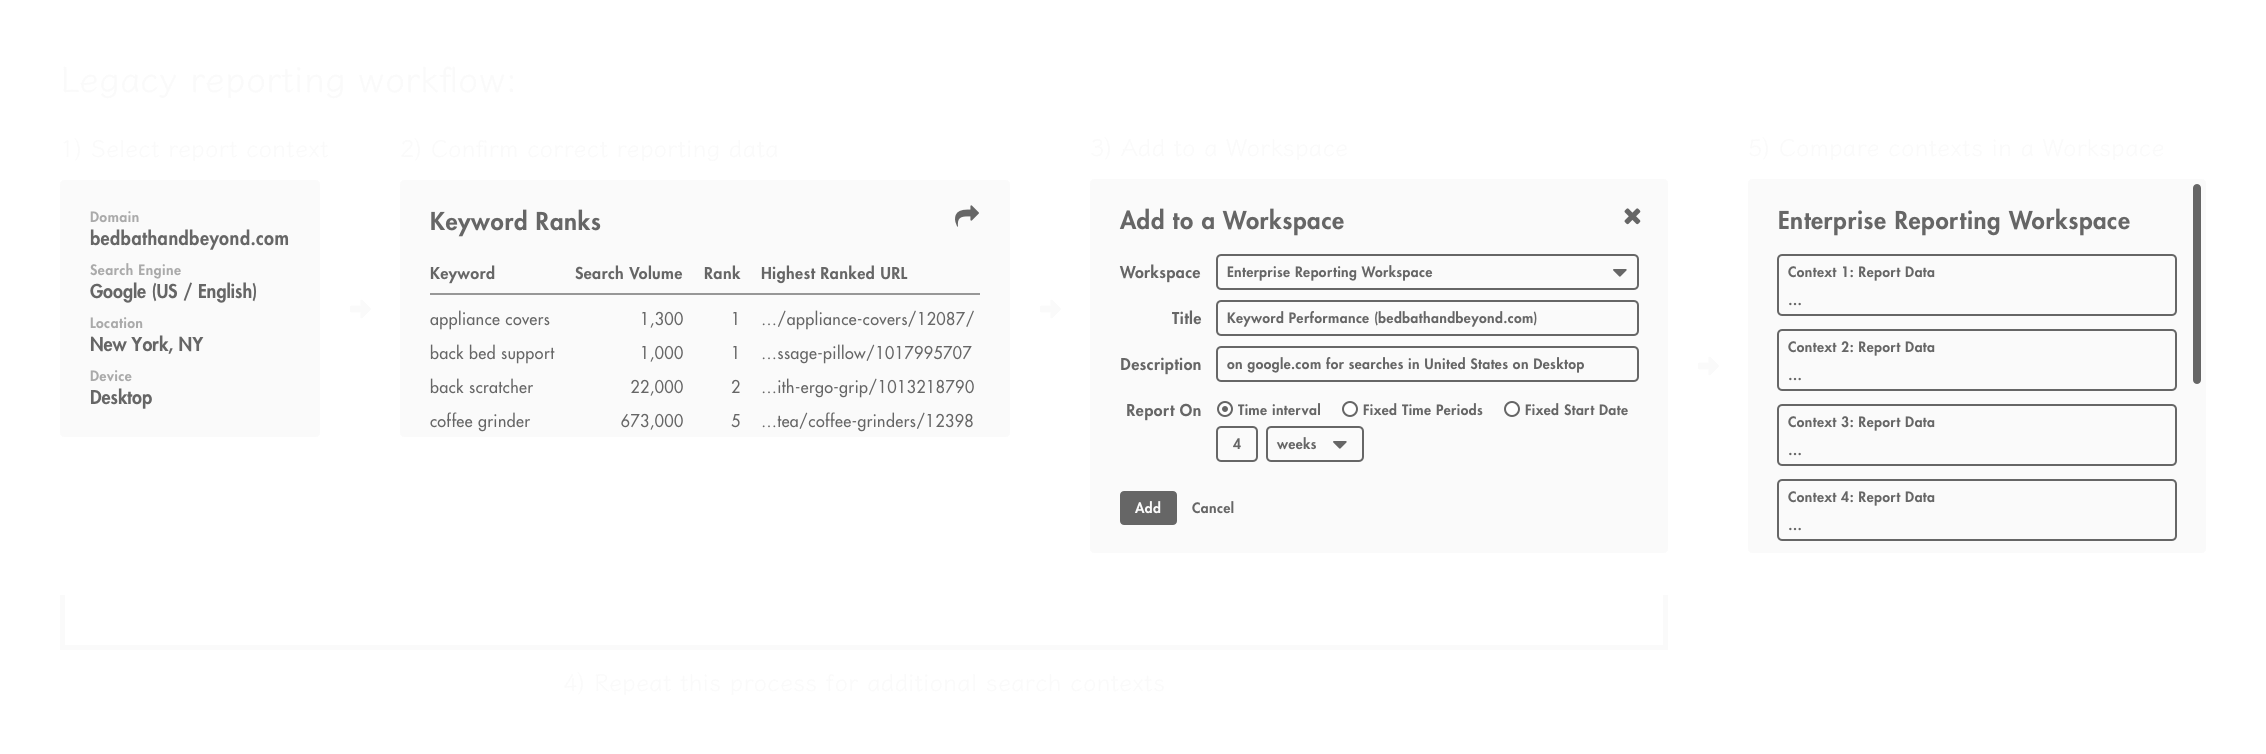 Legacy reporting workflow:
1) Select report context
Domain
bedbathandbeyond.com
Search Engine
Google (US / English)
Location
New York, NY
Device
Desktop
2) Confirm correct reporting data
Keyword Ranks
Keyword Search Volume Rank Highest Ranked URL
appliance covers 1,300 1 .../appliance-covers/12087/
back bed support 1,000 1 ...ssage-pillow/1017995707
back scratcher 22,000 2 ...ith-ergo-grip/1013218790
coffee grinder 673,000 5 ...tea/coffee-grinders/12398
3) Add to a Workspace
Add to a Workspace
Workspace Enterprise Reporting Workspace
Title Keyword Performance (bedbathandbeyond.com)
Description on google.com for searches in United States on Desktop
Report On Time interval Fixed Time Periods Fixed Start Date
4 weeks
Add Cancel
4) Repeat this process for additional search contexts
5) Compare contexts in a Workspace
Enterprise Reporting Workspace
Context 1: Report Data
...
Context 2: Report Data
...
Context 3: Report Data
...
Context 4: Report Data
...